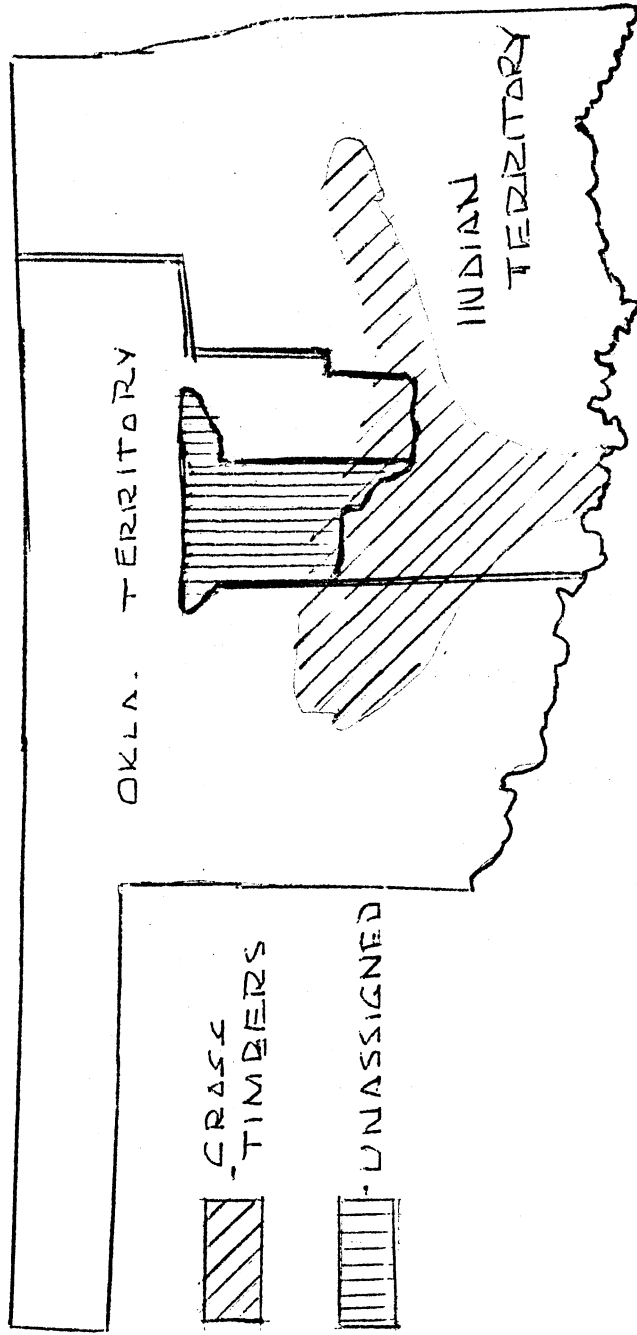 OKLA. TERRITORY
INDIAN
TERRITORY
- CROSS
TIMBERS
- UNASSIGNED